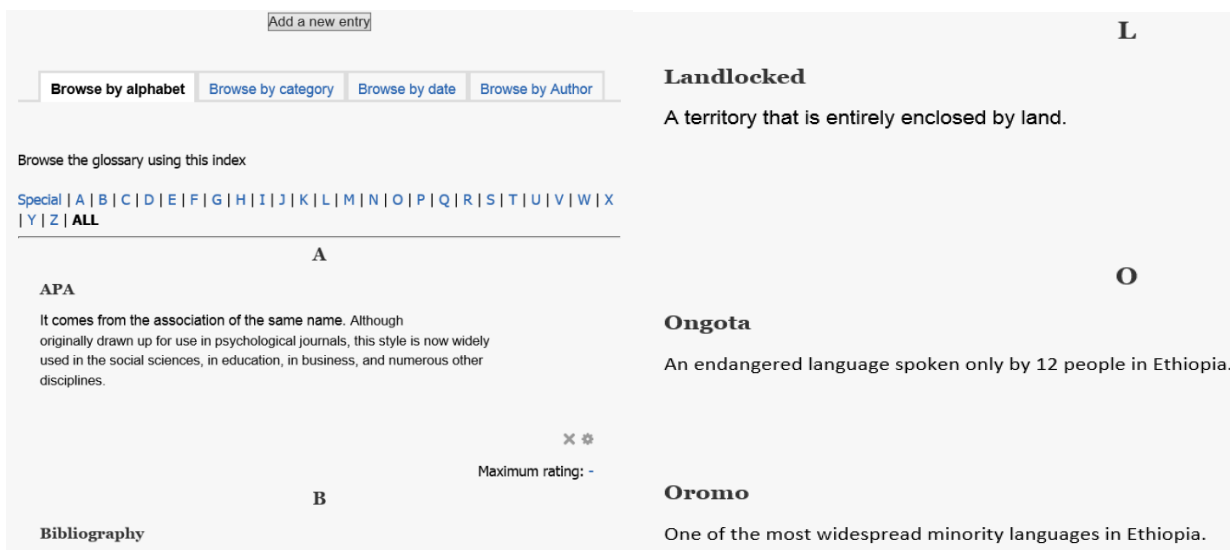 Add a new entry
Browse by alphabet Browse by category Browse by date Browse by Author
Browse the glossary using this index
Special | A | B | C | D | E | F | G | H | I | J | K | L | M | N | O | P | Q | R | S | T | U | V | W | X
| Y | Z | ALL
A
APA
It comes from the association of the same name. Although
originally drawn up for use in psychological journals, this style is now widely
used in the social sciences, in education, in business, and numerous other
disciplines.
Maximum rating: -
B
Bibliography
L
Landlocked
A territory that is entirely enclosed by land.
O
Ongota
An endangered language spoken only by 12 people in Ethiopia.
Oromo
One of the most widespread minority languages in Ethiopia.